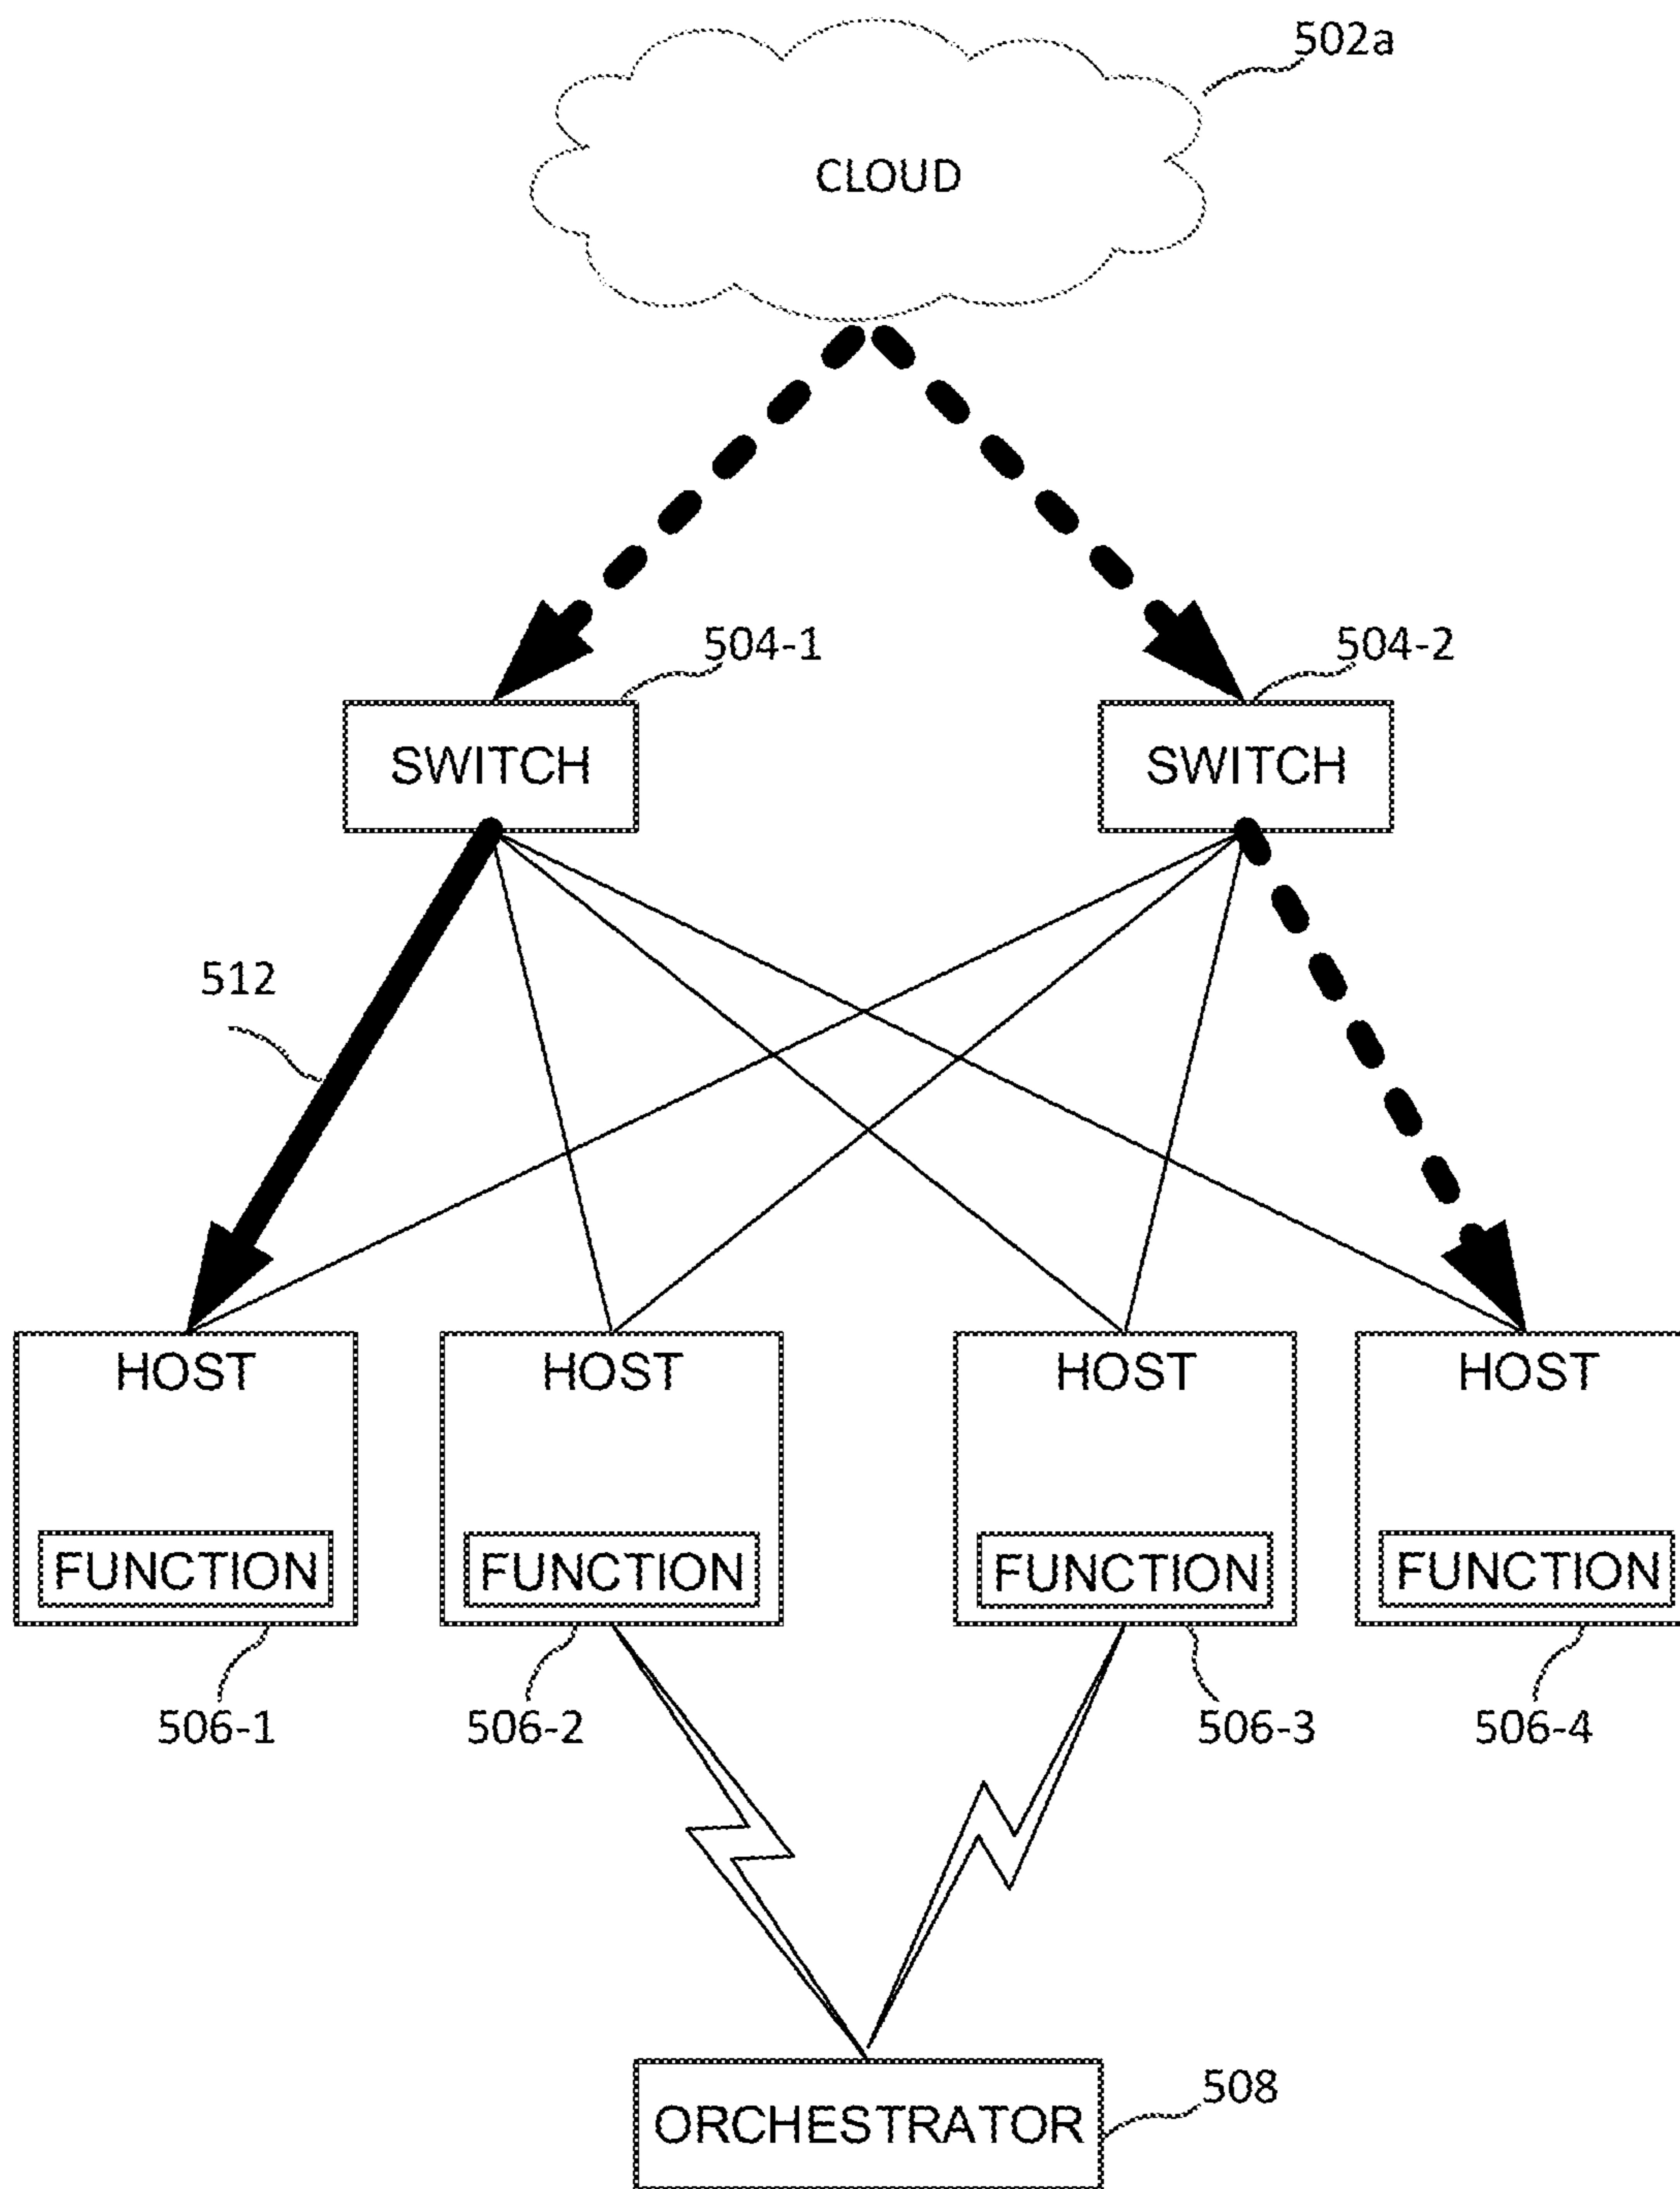 502a
CLOUD
504-1
504-2
SWITCH
SWITCH
512
HOST
HOST
HOST
HOST
FUNCTION
FUNCTION
FUNCTION
FUNCTION
506-1
506-2
506-3
506-4
508
ORCHESTRATOR